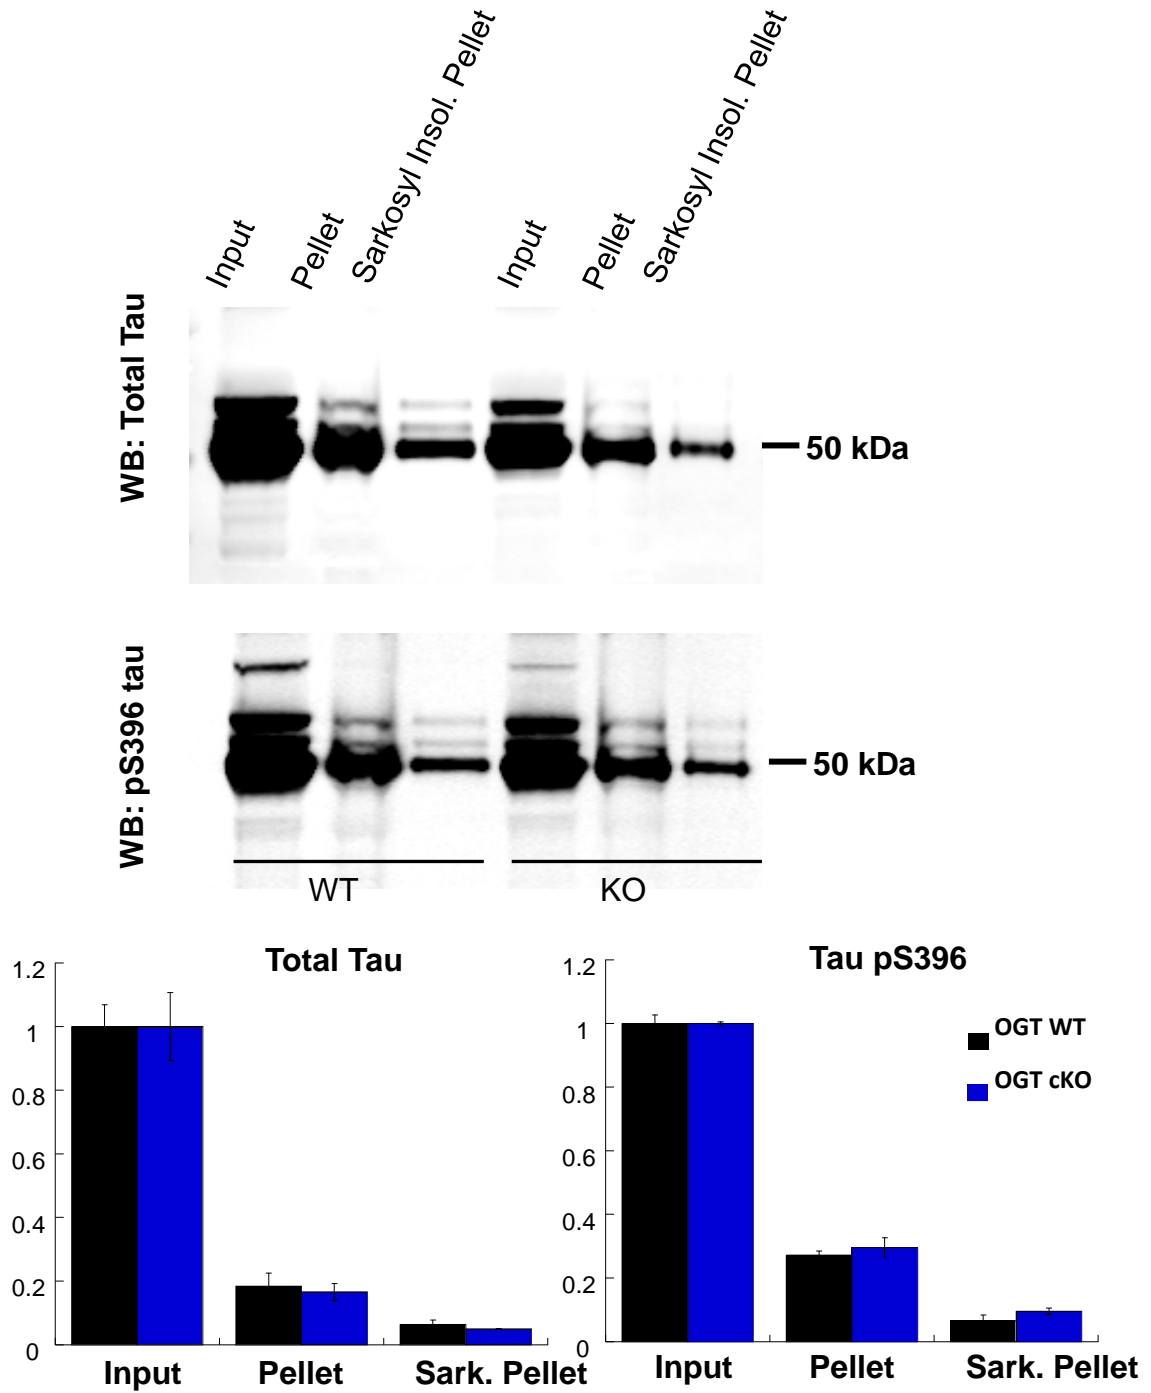 Input
Pellet
Sarkosyl Insol. Pellet
Input
Pellet
Sarkosyl Insol. Pellet
WB: Total Tau
50 kDa
WB: pS396 tau
50 kDa
WT
KO
Total Tau
1.2
1
0.8
0.6
0.4
0.2
0
Input
Pellet
Sark. Pellet
Tau pS396
1.2
1
0.8
0.6
0.4
0.2
0
OGT WT
OGT cKO
Input
Pellet
Sark. Pellet